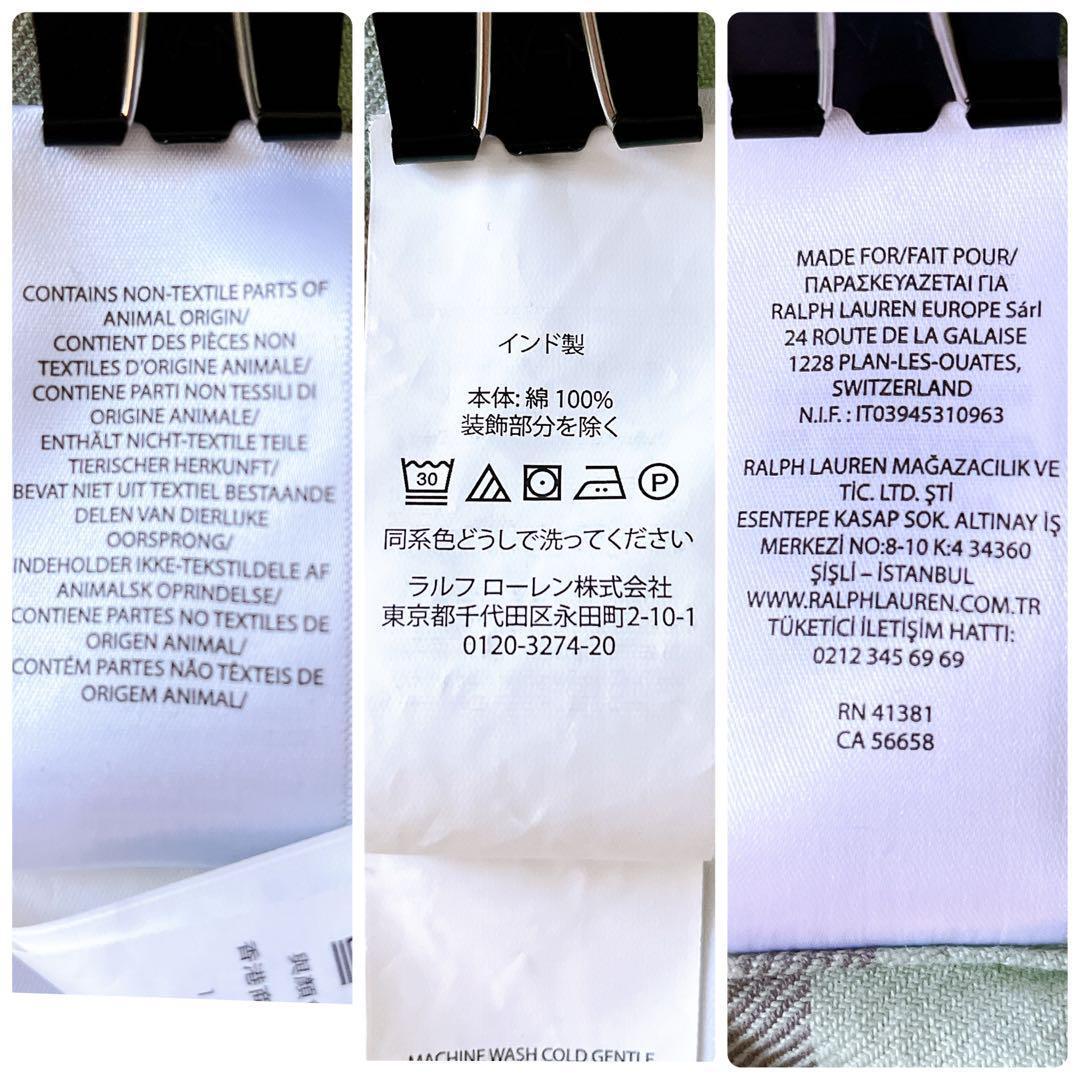 CONTAINS NON-TEXTILE PARTS OF
ANIMAL ORIGIN/
CONTIENT DES PIÈCES NON
TEXTILES D'ORIGINE ANIMALE/
CONTIENE PARTI NON TESSILI DI
ORIGINE ANIMALE/
ENTHÄLT NICHT-TEXTILE TEILE
TIERISCHER HERKUNFT/
BEVAT NIET UIT TEXTIEL BESTAANDE
DELEN VAN DIERLIJKE
OORSPRONG/
INDEHOLDER IKKE-TEKSTILDELE AF
ANIMALSK OPRINDELSE/
CONTIENE PARTES NO TEXTILES DE
ORIGEN ANIMAL/
CONTÉM PARTES NÃO TÊXTEIS DE
ORIGEM ANIMAL/
インド製
本体: 綿 100%
装飾部分を除く
30
P
同系色どうしで洗ってください
ラルフ ローレン株式会社
東京都千代田区永田町2-10-1
0120-3274-20
MACHINE WASH COLD GENTLE
MADE FOR/FAIT POUR/
ΠΑΡΑΣΚΕΥΑΖΕΤΑΙ ΓΙΑ
RALPH LAUREN EUROPE Sárl
24 ROUTE DE LA GALAISE
1228 PLAN-LES-OUATES,
SWITZERLAND
N.I.F. : IT03945310963
RALPH LAUREN MAĞAZACILIK VE
TİC. LTD. ŞTİ
ESENTEPE KASAP SOK. ALTINAY İŞ
MERKEZİ NO:8-10 K:4 34360
ŞİŞLİ – İSTANBUL
WWW.RALPHLAUREN.COM.TR
TÜKETİCİ İLETİŞİM HATTI:
0212 345 69 69
RN 41381
CA 56658